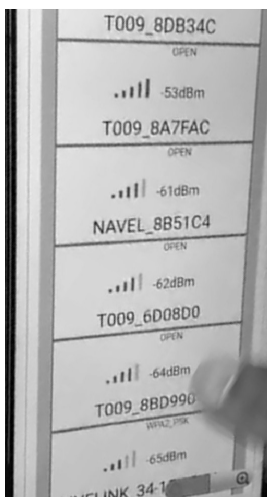 T009_8DB34C
OPEN
-53dBm
T009_8A7FAC
OPEN
-61dBm
NAVEL_8B51C4
OPEN
-62dBm
T009_6D08D0
OPEN
-64dBm
T009_8BD990
WPA2_PSK
-65dBm